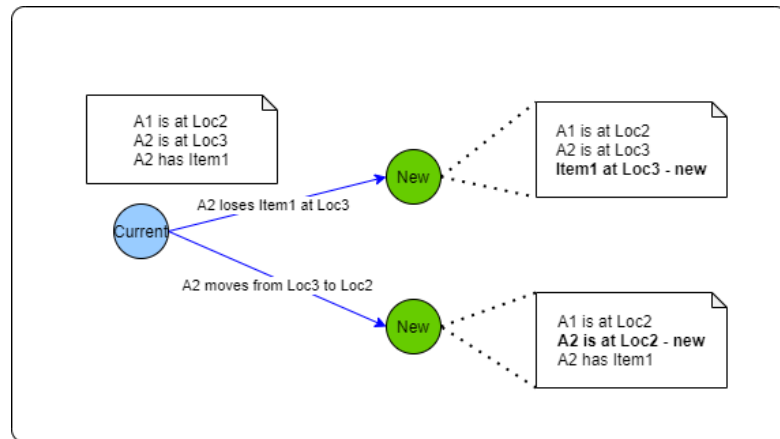 A1 is at Loc2
A2 is at Loc3
A2 has Item1
Current
A2 loses Item1 at Loc3
New
A1 is at Loc2
A2 is at Loc3
Item1 at Loc3 - new
A2 moves from Loc3 to Loc2
New
A1 is at Loc2
A2 is at Loc2 - new
A2 has Item1